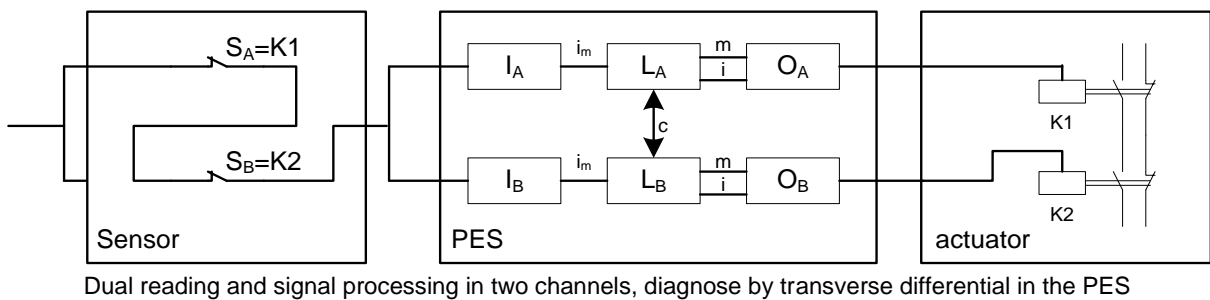 S_A=K1
S_B=K2
Sensor
I_A
i_m
L_A
m
i
O_A
c
I_B
i_m
L_B
m
i
O_B
PES
K1
K2
actuator
Dual reading and signal processing in two channels, diagnose by transverse differential in the PES